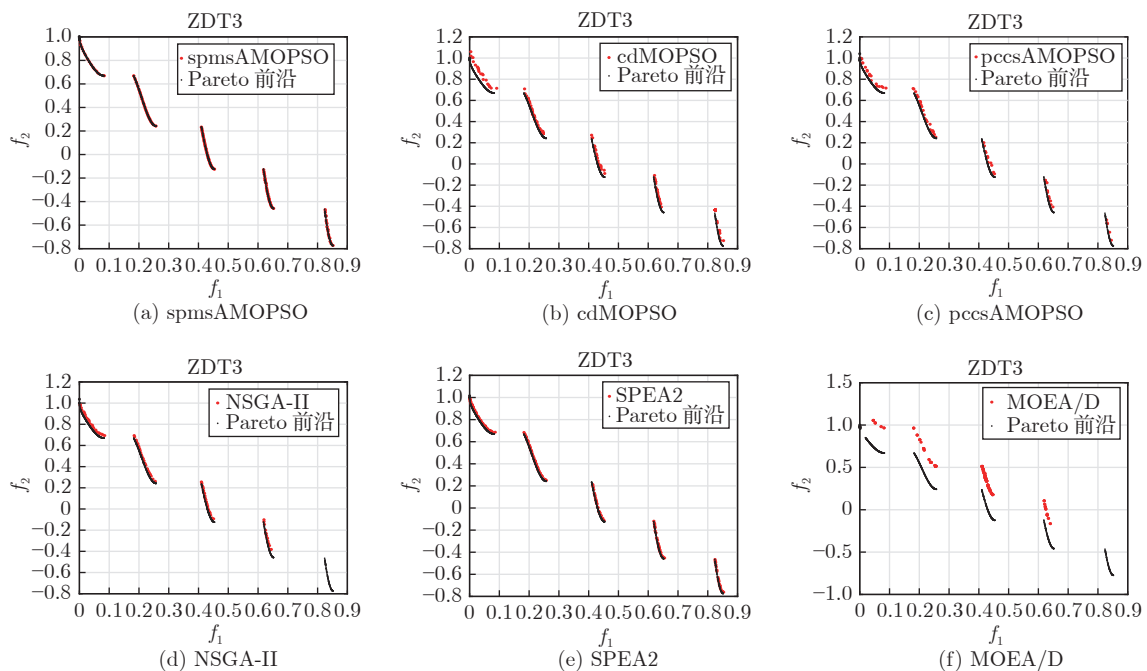 ZDT3
1.2
1.0
0.8
0.6
0.4
0.2
0
−0.2
−0.4
−0.6
−0.8
f2
spmsAMOPSO
Pareto 前沿
0 0.1 0.2 0.3 0.4 0.5 0.6 0.7 0.8 0.9
f1
(a) spmsAMOPSO
ZDT3
1.2
1.0
0.8
0.6
0.4
0.2
0
−0.2
−0.4
−0.6
−0.8
f2
cdMOPSO
Pareto 前沿
0 0.1 0.2 0.3 0.4 0.5 0.6 0.7 0.8 0.9
f1
(b) cdMOPSO
ZDT3
1.2
1.0
0.8
0.6
0.4
0.2
0
−0.2
−0.4
−0.6
−0.8
f2
pccsAMOPSO
Pareto 前沿
0 0.1 0.2 0.3 0.4 0.5 0.6 0.7 0.8 0.9
f1
(c) pccsAMOPSO
ZDT3
1.2
1.0
0.8
0.6
0.4
0.2
0
−0.2
−0.4
−0.6
−0.8
f2
NSGA-II
Pareto 前沿
0 0.1 0.2 0.3 0.4 0.5 0.6 0.7 0.8 0.9
f1
(d) NSGA-II
ZDT3
1.2
1.0
0.8
0.6
0.4
0.2
0
−0.2
−0.4
−0.6
−0.8
f2
SPEA2
Pareto 前沿
0 0.1 0.2 0.3 0.4 0.5 0.6 0.7 0.8 0.9
f1
(e) SPEA2
ZDT3
1.5
1.0
0.5
0
−0.5
−1.0
f2
MOEA/D
Pareto 前沿
0 0.1 0.2 0.3 0.4 0.5 0.6 0.7 0.8 0.9
f1
(f) MOEA/D